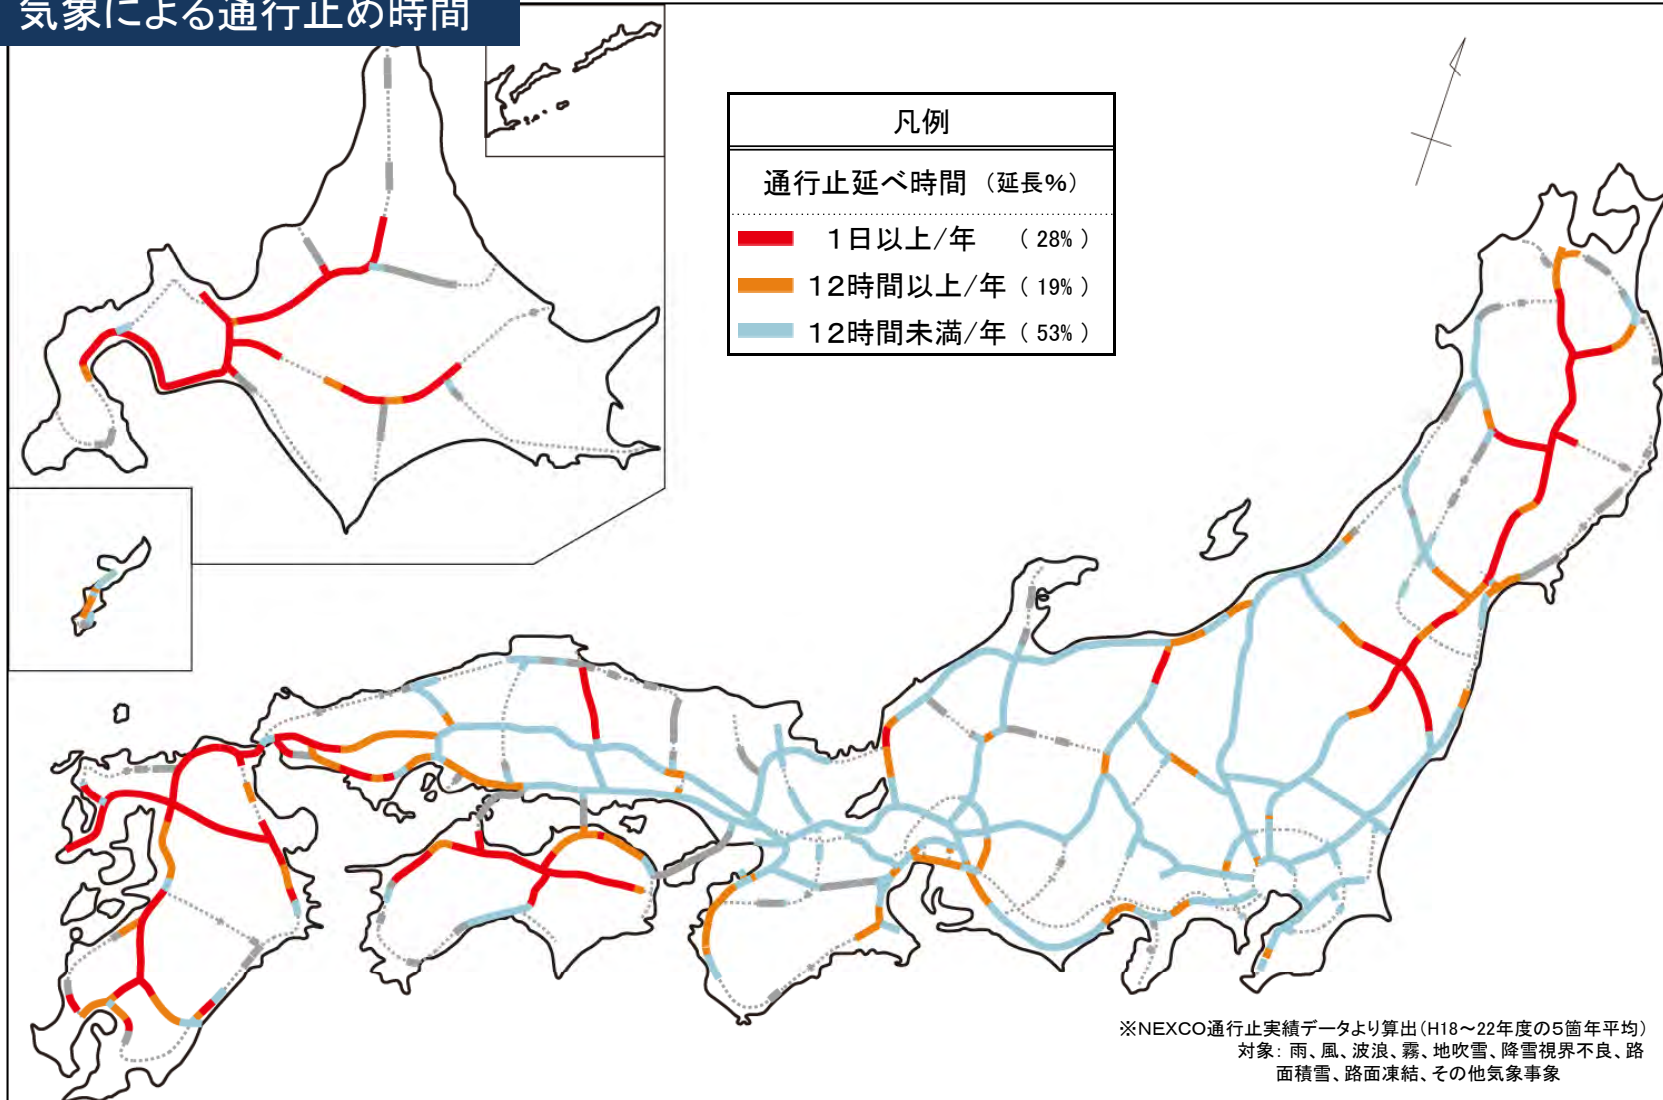 気象による通行止め時間
凡例
通行止延べ時間（延長%）
1日以上/年 （ 28% ）
12時間以上/年 （ 19% ）
12時間未満/年 （ 53% ）
※NEXCO通行止実績データより算出（H18～22年度の5箇年平均）
対象： 雨、風、波浪、霧、地吹雪、降雪視界不良、路
面積雪、路面凍結、その他気象事象